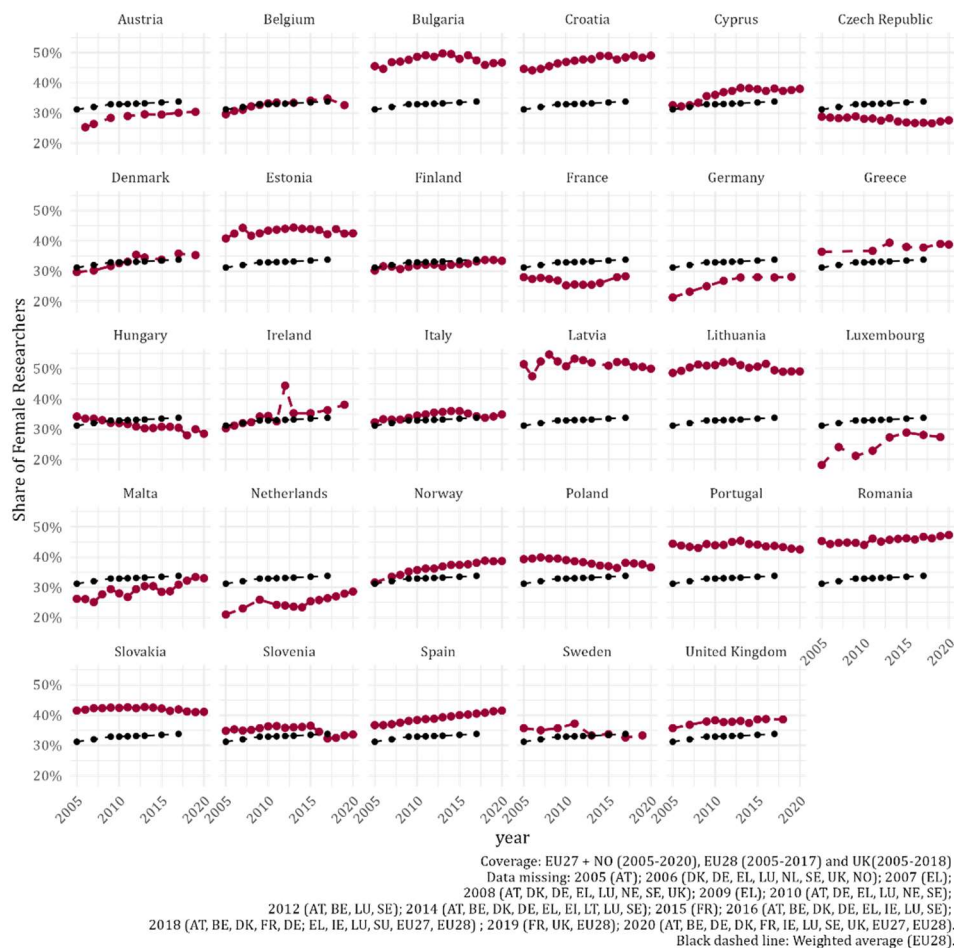 Austria Belgium Bulgaria Croatia Cyprus Czech Republic
50%
40%
30%
20%
Denmark Estonia Finland France Germany Greece
50%
40%
30%
20%
Hungary Ireland Italy Latvia Lithuania Luxembourg
50%
40%
30%
20%
Share of Female Researchers
Malta Netherlands Norway Poland Portugal Romania
50%
40%
30%
20%
2005 2010 2015 2020
Slovakia Slovenia Spain Sweden United Kingdom
50%
40%
30%
20%
2005 2010 2015 2020 2005 2010 2015 2020 2005 2010 2015 2020 2005 2010 2015 2020 2005 2010 2015 2020
year
Coverage: EU27 + NO (2005-2020), EU28 (2005-2017) and UK(2005-2018)
Data missing: 2005 (AT); 2006 (DK, DE, EL, LU, NL, SE, UK, NO); 2007 (EL);
2008 (AT, DK, DE, EL, LU, NE, SE, UK); 2009 (EL); 2010 (AT, DE, EL, LU, NE, SE);
2012 (AT, BE, LU, SE); 2014 (AT, BE, DK, DE, EL, EI, LT, LU, SE); 2015 (FR); 2016 (AT, BE, DK, DE, EL, IE, LU, SE);
2018 (AT, BE, DK, FR, DE; EL, IE, LU, SU, EU27, EU28) ; 2019 (FR, UK, EU28); 2020 (AT, BE, DE, DK, FR, IE, LU, SE, UK, EU27, EU28).
Black dashed line: Weighted average (EU28).